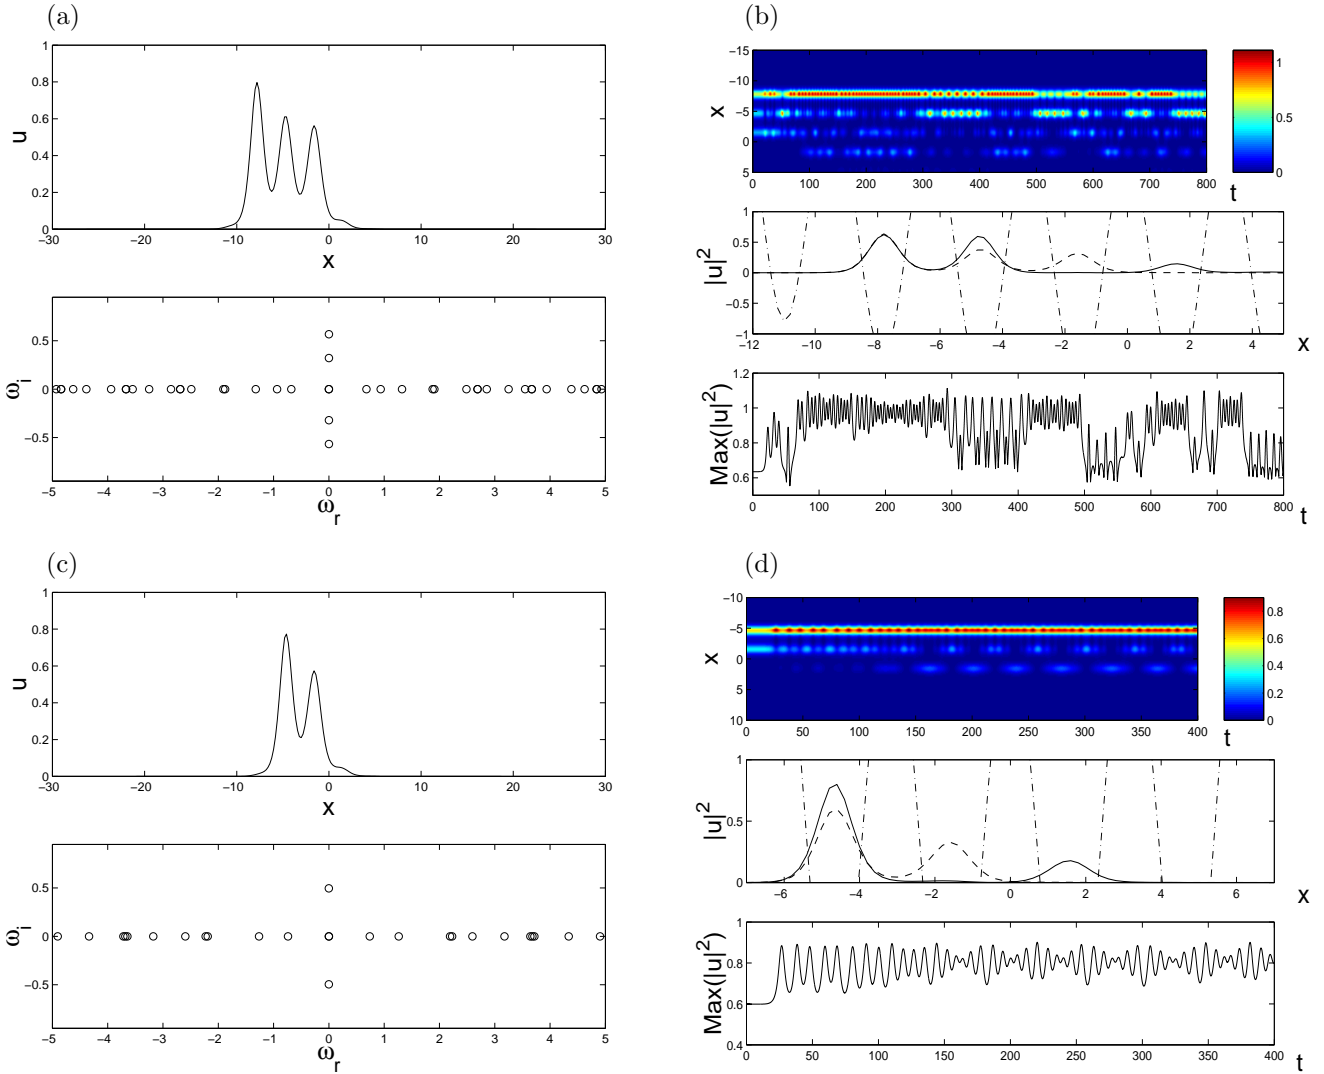 (a)
1
0.8
0.6
0.4
0.2
0
u
−30 −20 −10 0 10 20 30
x
0.5
0
−0.5
ω_i
−5 −4 −3 −2 −1 0 1 2 3 4 5
ω_r
(b)
−15
−10
−5
0
5
x
0 100 200 300 400 500 600 700 800
t
1
0.5
0
1
0.5
0
−0.5
−1
|u|^2
−12 −10 −8 −6 −4 −2 0 2 4
x
1.2
1
0.8
0.6
Max(|u|^2)
0 100 200 300 400 500 600 700 800
t
(c)
1
0.8
0.6
0.4
0.2
0
u
−30 −20 −10 0 10 20 30
x
0.5
0
−0.5
ω_i
−5 −4 −3 −2 −1 0 1 2 3 4 5
ω_r
(d)
−10
−5
0
5
10
x
0 50 100 150 200 250 300 350 400
t
0.8
0.6
0.4
0.2
0
1
0.5
0
|u|^2
−6 −4 −2 0 2 4 6
x
1
0.8
0.6
0.4
Max(|u|^2)
0 50 100 150 200 250 300 350 400
t